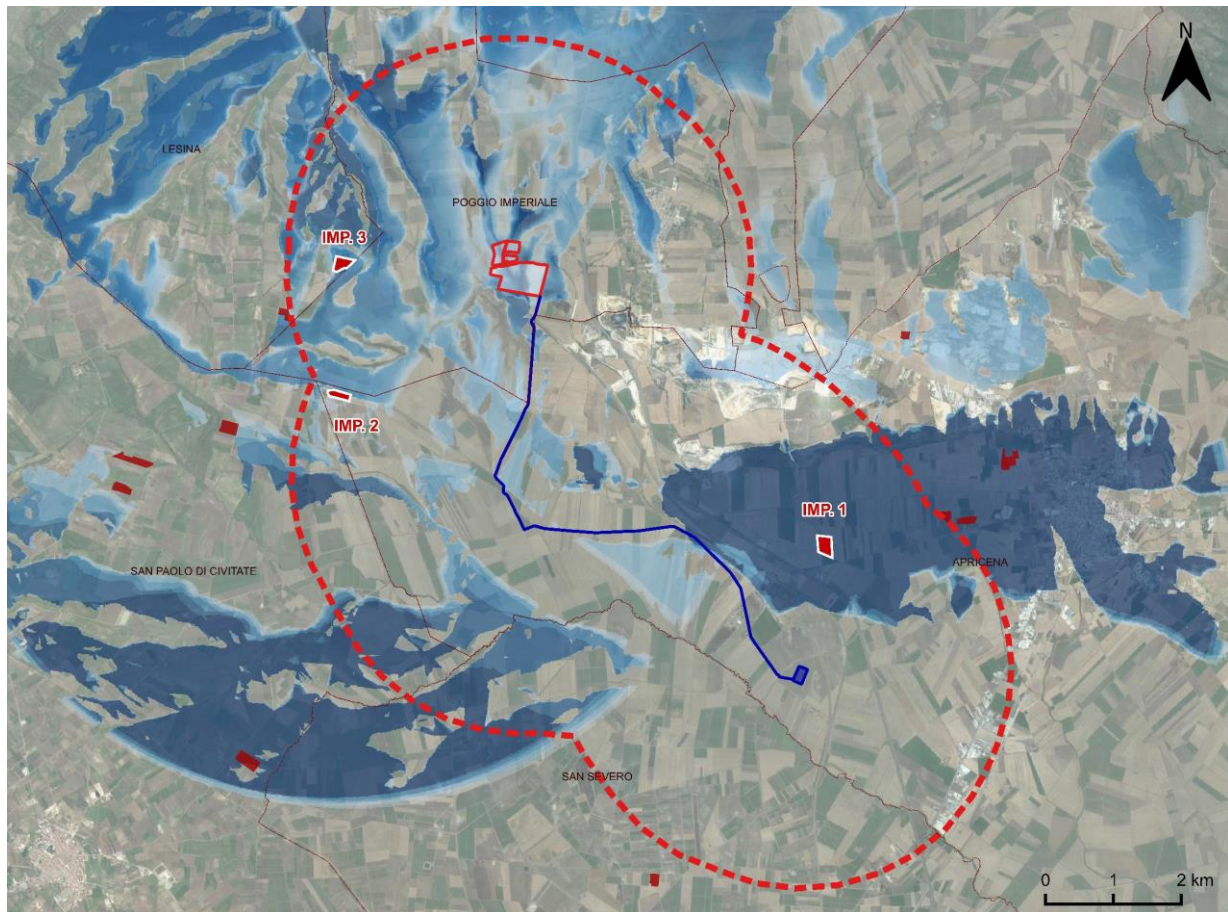 N
LESINA
POGGIO IMPERIALE
IMP. 3
IMP. 2
IMP. 1
SAN PAOLO DI CIVITATE
APRICENA
SAN SEVERO
0 1 2 km